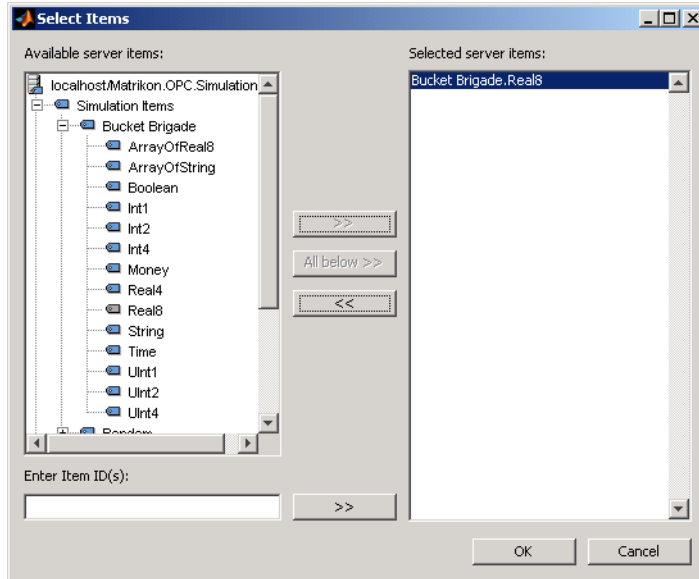 Select Items
Available server items:
Selected server items:
localhost/Matrikon.OPC.Simulation
Simulation Items
Bucket Brigade
ArrayOfReal8
ArrayOfString
Boolean
Int1
Int2
Int4
Money
Real4
Real8
String
Time
UInt1
UInt2
UInt4
Random
Bucket Brigade.Real8
>>
All below >>
<<
Enter Item ID(s):
>>
OK
Cancel